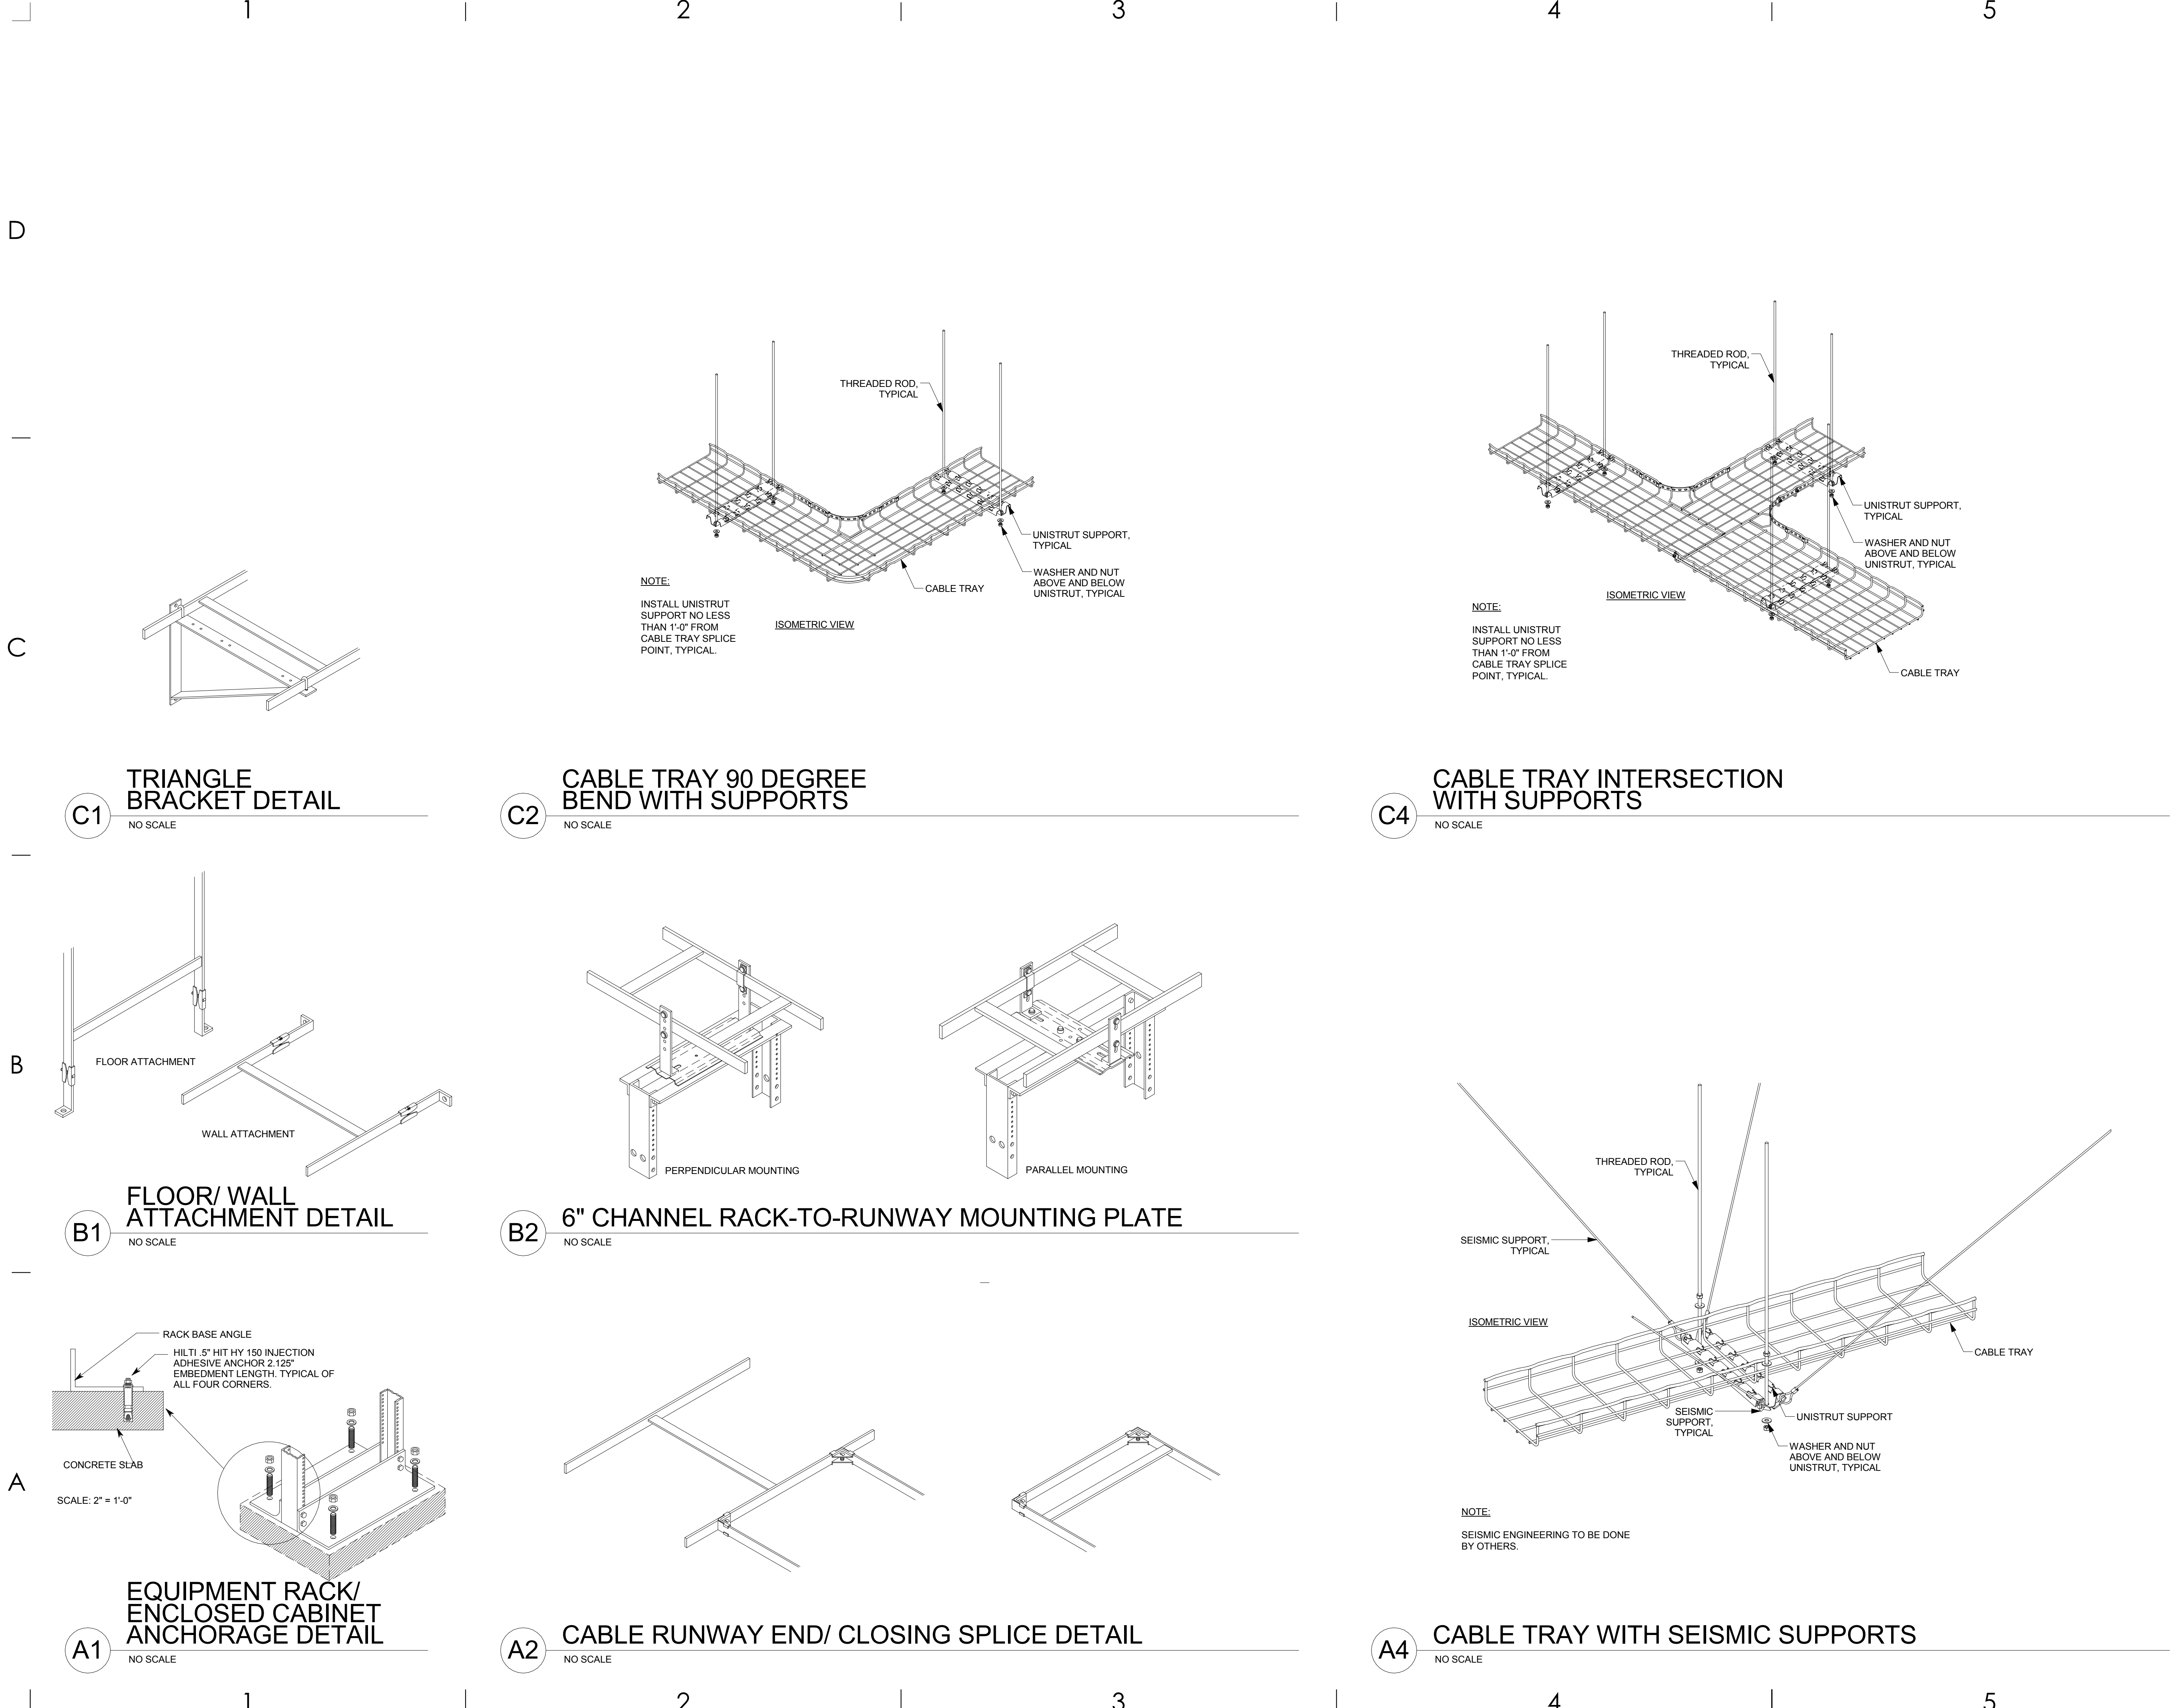 1
2
3
4
5
D
C
B
A
THREADED ROD,
TYPICAL
UNISTRUT SUPPORT,
TYPICAL
WASHER AND NUT
ABOVE AND BELOW
UNISTRUT, TYPICAL
CABLE TRAY
NOTE:
INSTALL UNISTRUT
SUPPORT NO LESS
THAN 1'-0" FROM
CABLE TRAY SPLICE
POINT, TYPICAL.
ISOMETRIC VIEW
THREADED ROD,
TYPICAL
UNISTRUT SUPPORT,
TYPICAL
WASHER AND NUT
ABOVE AND BELOW
UNISTRUT, TYPICAL
ISOMETRIC VIEW
NOTE:
INSTALL UNISTRUT
SUPPORT NO LESS
THAN 1'-0" FROM
CABLE TRAY SPLICE
POINT, TYPICAL.
CABLE TRAY
C1
TRIANGLE
BRACKET DETAIL
NO SCALE
C2
CABLE TRAY 90 DEGREE
BEND WITH SUPPORTS
NO SCALE
C4
CABLE TRAY INTERSECTION
WITH SUPPORTS
NO SCALE
FLOOR ATTACHMENT
WALL ATTACHMENT
B1
FLOOR/ WALL
ATTACHMENT DETAIL
NO SCALE
PERPENDICULAR MOUNTING
PARALLEL MOUNTING
B2
6" CHANNEL RACK-TO-RUNWAY MOUNTING PLATE
NO SCALE
THREADED ROD,
TYPICAL
SEISMIC SUPPORT,
TYPICAL
ISOMETRIC VIEW
CABLE TRAY
SEISMIC
SUPPORT,
TYPICAL
UNISTRUT SUPPORT
WASHER AND NUT
ABOVE AND BELOW
UNISTRUT, TYPICAL
NOTE:
SEISMIC ENGINEERING TO BE DONE
BY OTHERS.
RACK BASE ANGLE
HILTI .5" HIT HY 150 INJECTION
ADHESIVE ANCHOR 2.125"
EMBEDMENT LENGTH. TYPICAL OF
ALL FOUR CORNERS.
CONCRETE SLAB
SCALE: 2" = 1'-0"
A1
EQUIPMENT RACK/
ENCLOSED CABINET
ANCHORAGE DETAIL
NO SCALE
A2
CABLE RUNWAY END/ CLOSING SPLICE DETAIL
NO SCALE
A4
CABLE TRAY WITH SEISMIC SUPPORTS
NO SCALE
1
2
3
4
5